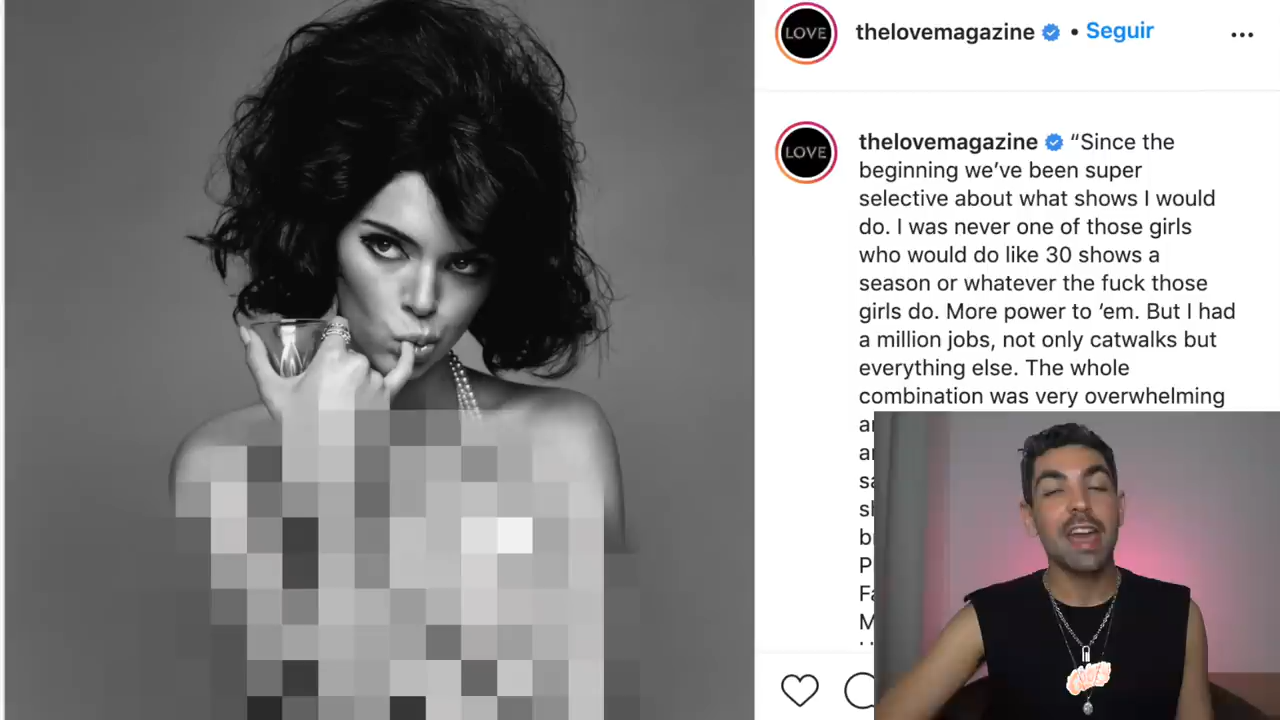 LOVE
thelovemagazine • Seguir
LOVE
thelovemagazine “Since the
beginning we’ve been super
selective about what shows I would
do. I was never one of those girls
who would do like 30 shows a
season or whatever the fuck those
girls do. More power to ‘em. But I had
a million jobs, not only catwalks but
everything else. The whole
combination was very overwhelming